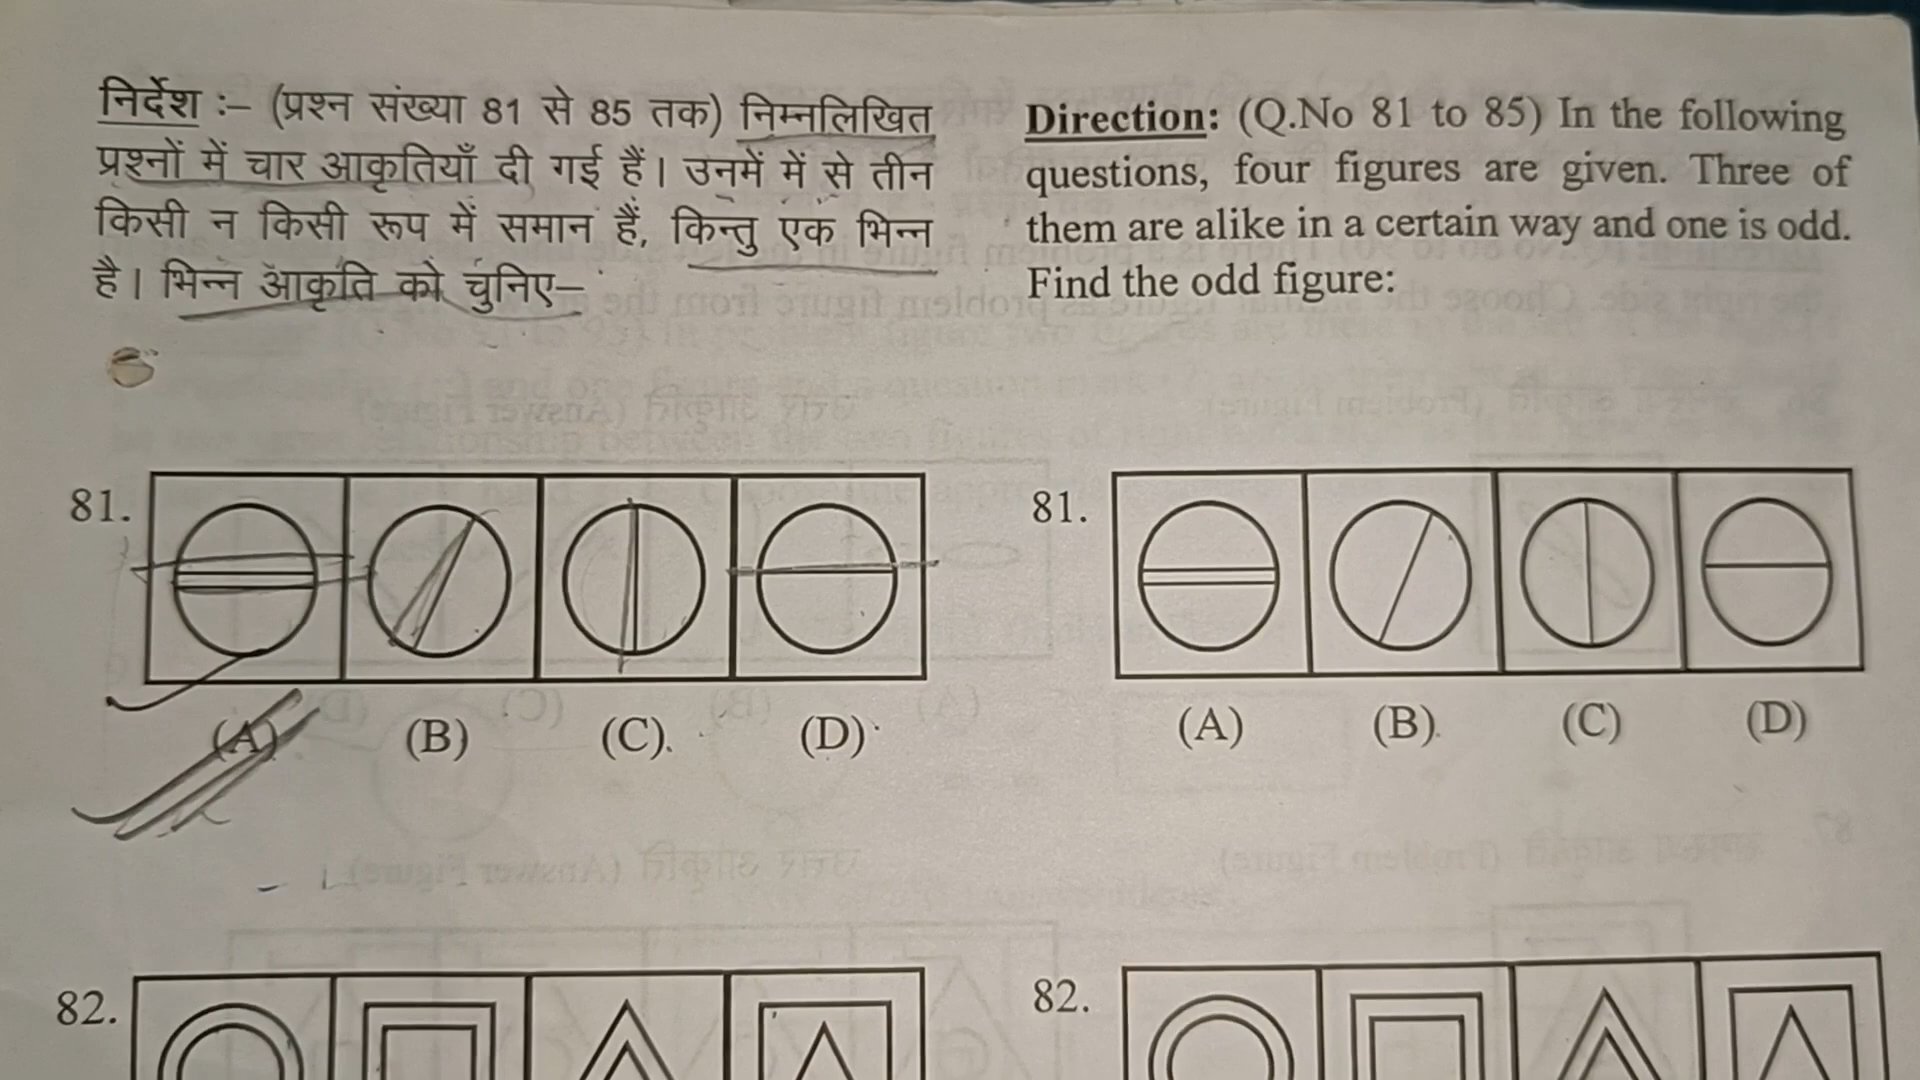 निर्देश :– (प्रश्न संख्या 81 से 85 तक) निम्नलिखित
प्रश्नों में चार आकृतियाँ दी गई हैं। उनमें में से तीन
किसी न किसी रूप में समान हैं, किन्तु एक भिन्न
है। भिन्न आकृति को चुनिए–
Direction: (Q.No 81 to 85) In the following
questions, four figures are given. Three of
them are alike in a certain way and one is odd.
Find the odd figure:
81.
(A) (B) (C) (D)
81.
(A) (B) (C) (D)
82.
82.